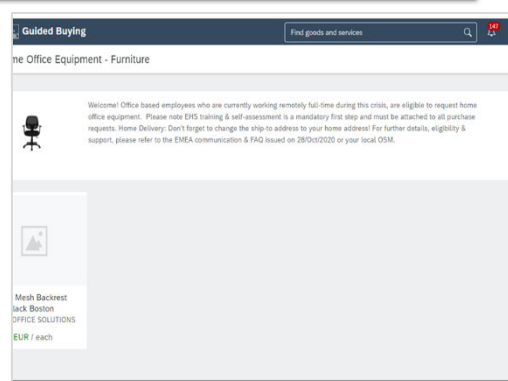 Guided Buying
Find goods and services
147
me Office Equipment - Furniture
Welcome! Office based employees who are currently working remotely full-time during this crisis, are eligible to request home
office equipment. Please note EHS training & self-assessment is a mandatory first step and must be attached to all purchase
requests. Home Delivery: Don't forget to change the ship-to address to your home address! For further details, eligibility &
support, please refer to the EMEA communication & FAQ issued on 28/Oct/2020 or your local OSM.
Mesh Backrest
lack Boston
OFFICE SOLUTIONS
EUR / each